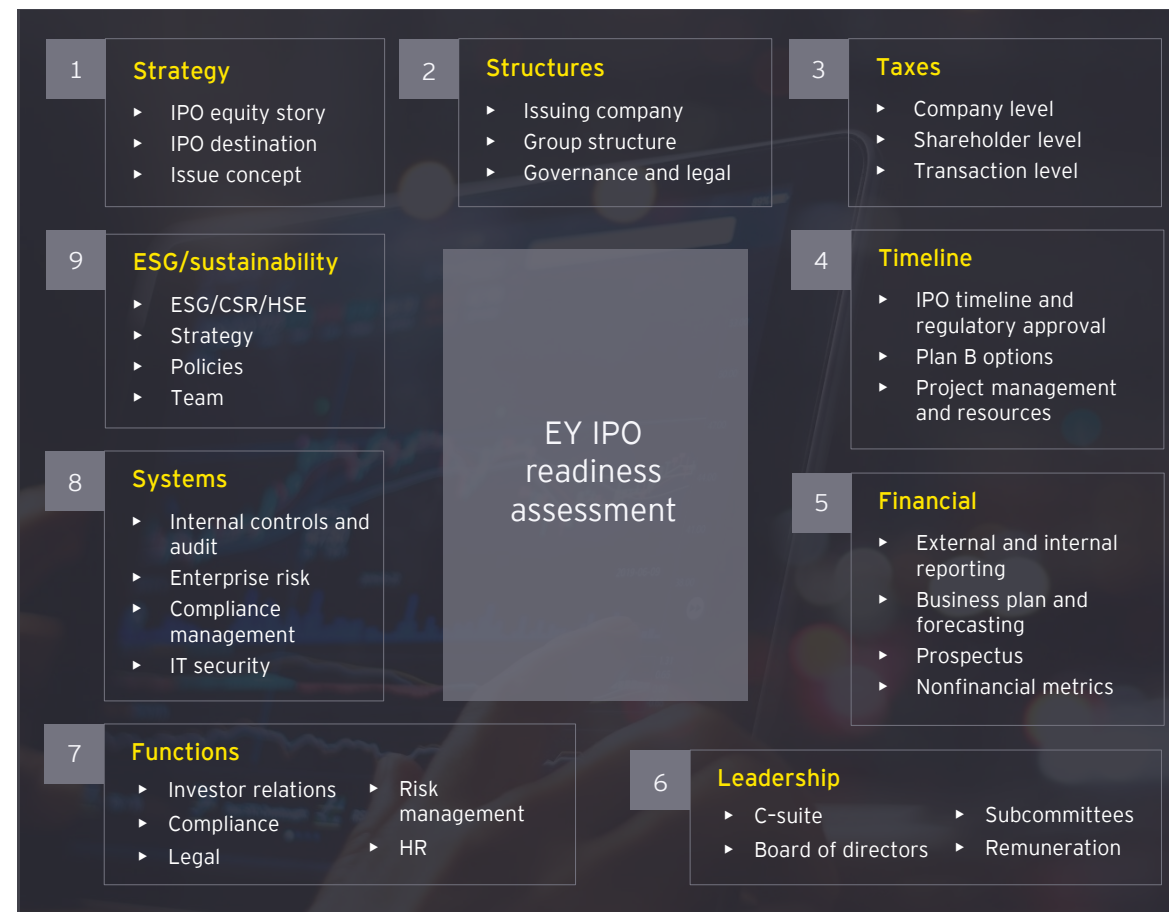 1
Strategy
▸ IPO equity story
▸ IPO destination
▸ Issue concept
2
Structures
▸ Issuing company
▸ Group structure
▸ Governance and legal
3
Taxes
▸ Company level
▸ Shareholder level
▸ Transaction level
9
ESG/sustainability
▸ ESG/CSR/HSE
▸ Strategy
▸ Policies
▸ Team
4
Timeline
▸ IPO timeline and
regulatory approval
▸ Plan B options
▸ Project management
and resources
EY IPO
readiness
assessment
8
Systems
▸ Internal controls and
audit
▸ Enterprise risk
▸ Compliance
management
▸ IT security
5
Financial
▸ External and internal
reporting
▸ Business plan and
forecasting
▸ Prospectus
▸ Nonfinancial metrics
7
Functions
▸ Investor relations
▸ Compliance
▸ Legal
▸ Risk
management
▸ HR
6
Leadership
▸ C-suite
▸ Board of directors
▸ Subcommittees
▸ Remuneration